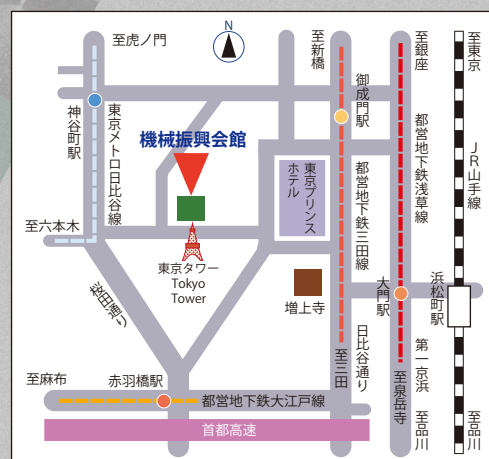 至虎ノ門
N
至新橋
至銀座
至東京
神谷町駅
東京メトロ日比谷線
機械振興会館
御成門駅
都営地下鉄三田線
都営地下鉄浅草線
JR山手線
東京プリンス
ホテル
至六本木
東京タワー
Tokyo
Tower
増上寺
大門駅
浜松町駅
桜田通り
日比谷通り
第一京浜
至三田
至泉岳寺
至品川
至品川
至麻布
赤羽橋駅
都営地下鉄大江戸線
首都高速